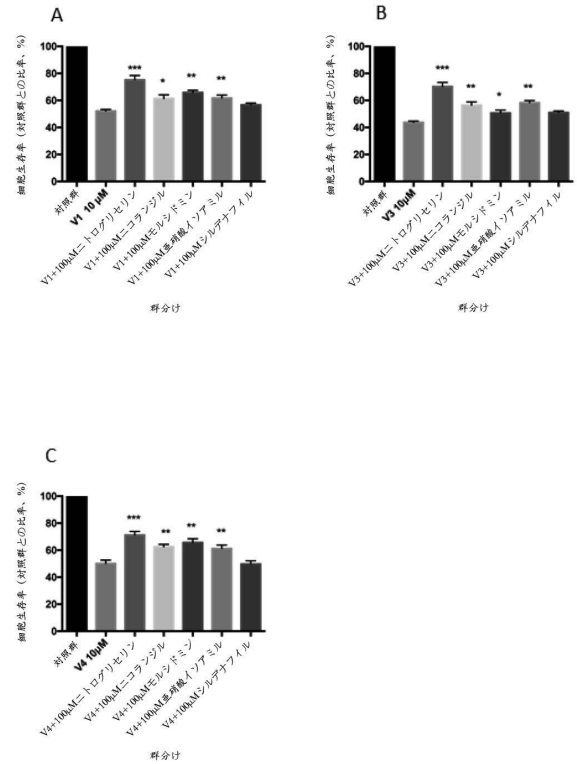 A
細胞生存率（対照群との比率、%）
100
80
60
40
20
0
***
*
**
**
対照群
V1 10 μM
V1+100μMニトログリセリン
V1+100μMニコランジル
V1+100μMモルシドミン
V1+100μM亜硝酸イソアミル
V1+100μMシルデナフィル
群分け
B
細胞生存率（対照群との比率、%）
100
80
60
40
20
0
***
**
*
**
対照群
V3 10μM
V3+100μMニトログリセリン
V3+100μMニコランジル
V3+100μMモルシドミン
V3+100μM亜硝酸イソアミル
V3+100μMシルデナフィル
群分け
C
細胞生存率（対照群との比率、%）
100
80
60
40
20
0
***
**
**
**
対照群
V4 10μM
V4+100μMニトログリセリン
V4+100μMニコランジル
V4+100μMモルシドミン
V4+100μM亜硝酸イソアミル
V4+100μMシルデナフィル
群分け